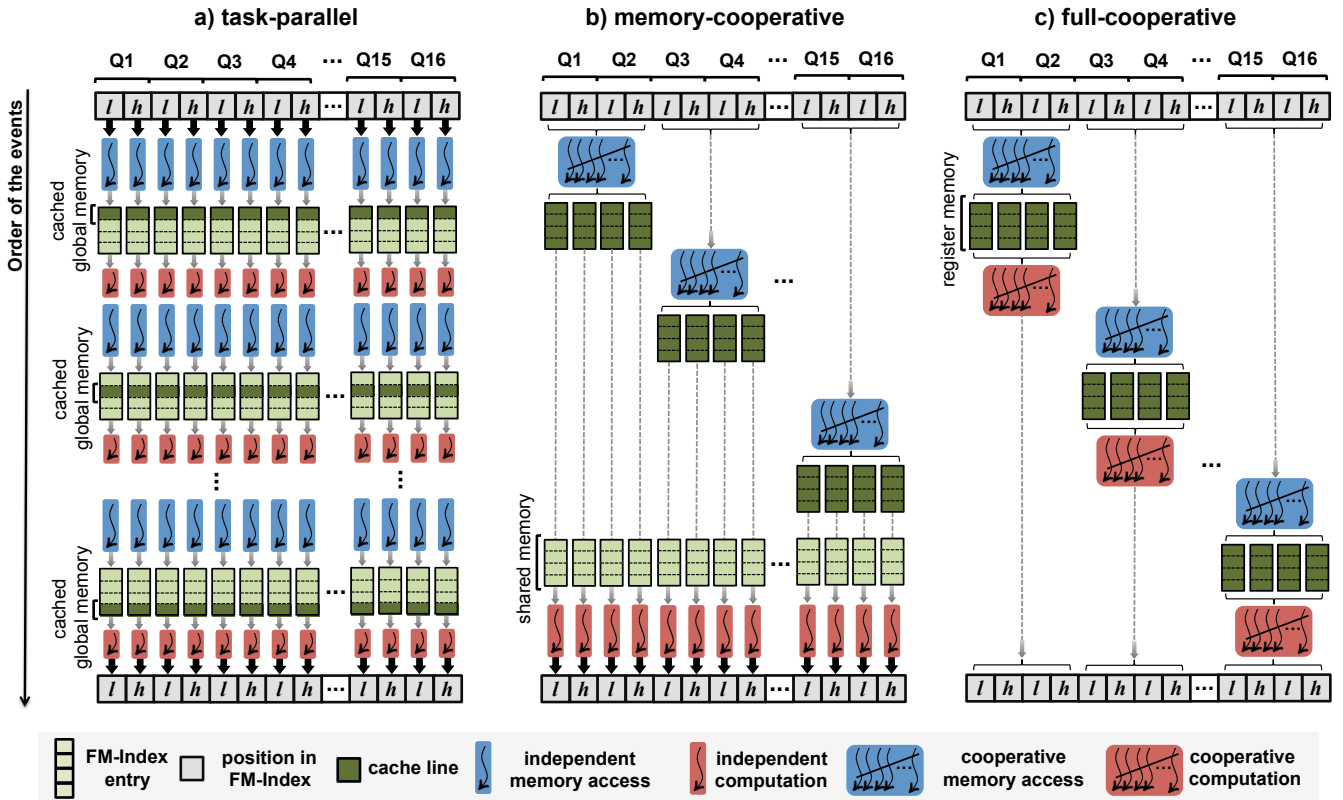 a) task-parallel
b) memory-cooperative
c) full-cooperative
Q1 Q2 Q3 Q4 ... Q15 Q16
Q1 Q2 Q3 Q4 ... Q15 Q16
Q1 Q2 Q3 Q4 ... Q15 Q16
l h l h l h l h ... l h l h
l h l h l h l h ... l h l h
l h l h l h l h ... l h l h
Order of the events
cached
global memory
...
cached
global memory
...
...
...
cached
global memory
...
...
...
...
...
shared memory
...
register memory
...
...
...
...
...
...
...
l h l h l h l h ... l h l h
l h l h l h l h ... l h l h
l h l h l h l h ... l h l h
FM-Index
entry
position in
FM-Index
cache line
independent
memory access
independent
computation
...
cooperative
memory access
...
cooperative
computation